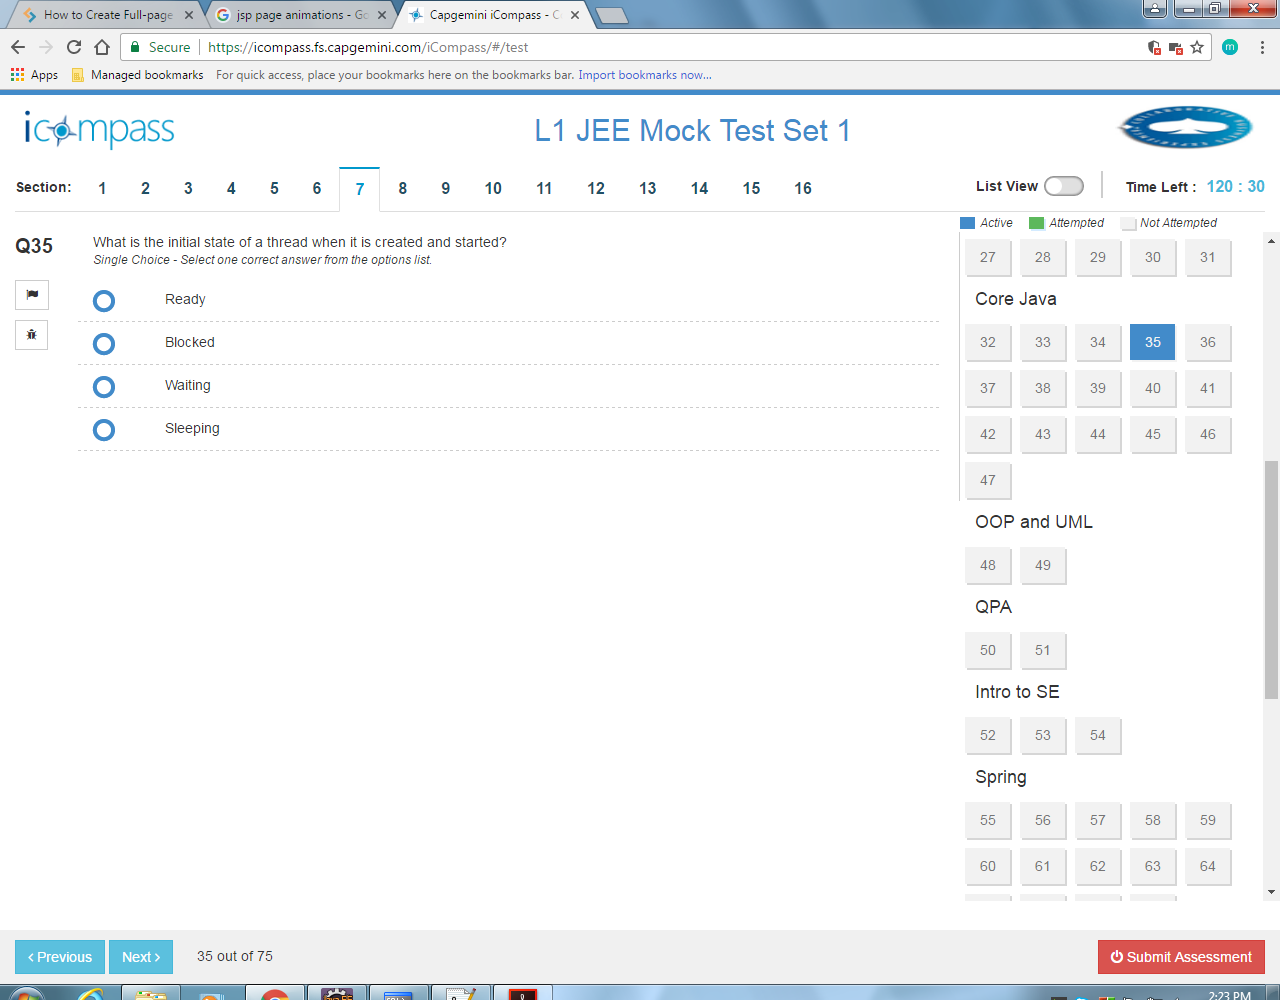 How to Create Full-page
jsp page animations - Go
Capgemini iCompass - C
Secure
https://icompass.fs.capgemini.com/iCompass/#/test
m
Apps
Managed bookmarks
For quick access, place your bookmarks here on the bookmarks bar. Import bookmarks now...
icompass
L1 JEE Mock Test Set 1
Section: 1 2 3 4 5 6 7 8 9 10 11 12 13 14 15 16
List View
Time Left : 120 : 30
Active Attempted Not Attempted
Q35
What is the initial state of a thread when it is created and started?
Single Choice - Select one correct answer from the options list.
Ready
Blocked
Waiting
Sleeping
27 28 29 30 31
Core Java
32 33 34 35 36
37 38 39 40 41
42 43 44 45 46
47
OOP and UML
48 49
QPA
50 51
Intro to SE
52 53 54
Spring
55 56 57 58 59
60 61 62 63 64
‹ Previous
Next ›
35 out of 75
Submit Assessment
2:23 PM